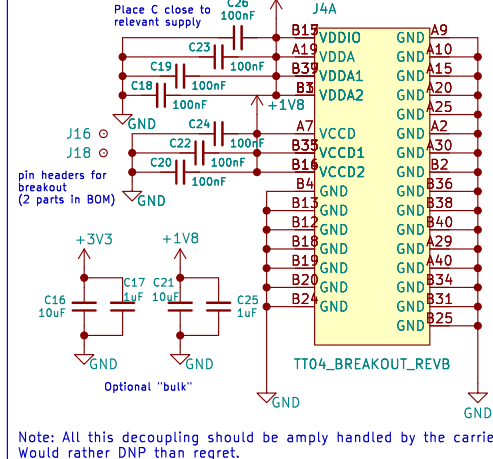 Place C close to
relevant supply
C26
100nF
J4A
B15 VDDIO GND A9
C23
100nF
A19 VDDA GND A10
C19
100nF
B39 VDDA1 GND A15
C18
100nF
VDDA2 GND A20
+1V8
GND A25
GND
C24
100nF
A7 VCCD GND A2
J16
C22
100nF
B35 VCCD1 GND A30
J18
C20
100nF
B16 VCCD2 GND B2
pin headers for
breakout
(2 parts in BOM)
GND
B4 GND GND B36
B13 GND GND B38
B12 GND GND B40
B18 GND GND A29
B19 GND GND A40
B20 GND GND B34
B24 GND GND B31
GND B25
+3V3
+1V8
C16
10uF
C17
1uF
C21
10uF
C25
1uF
GND
GND
TT04_BREAKOUT_REVB
Optional "bulk"
GND
GND
Note: All this decoupling should be amply handled by the carrie
Would rather DNP than regret.